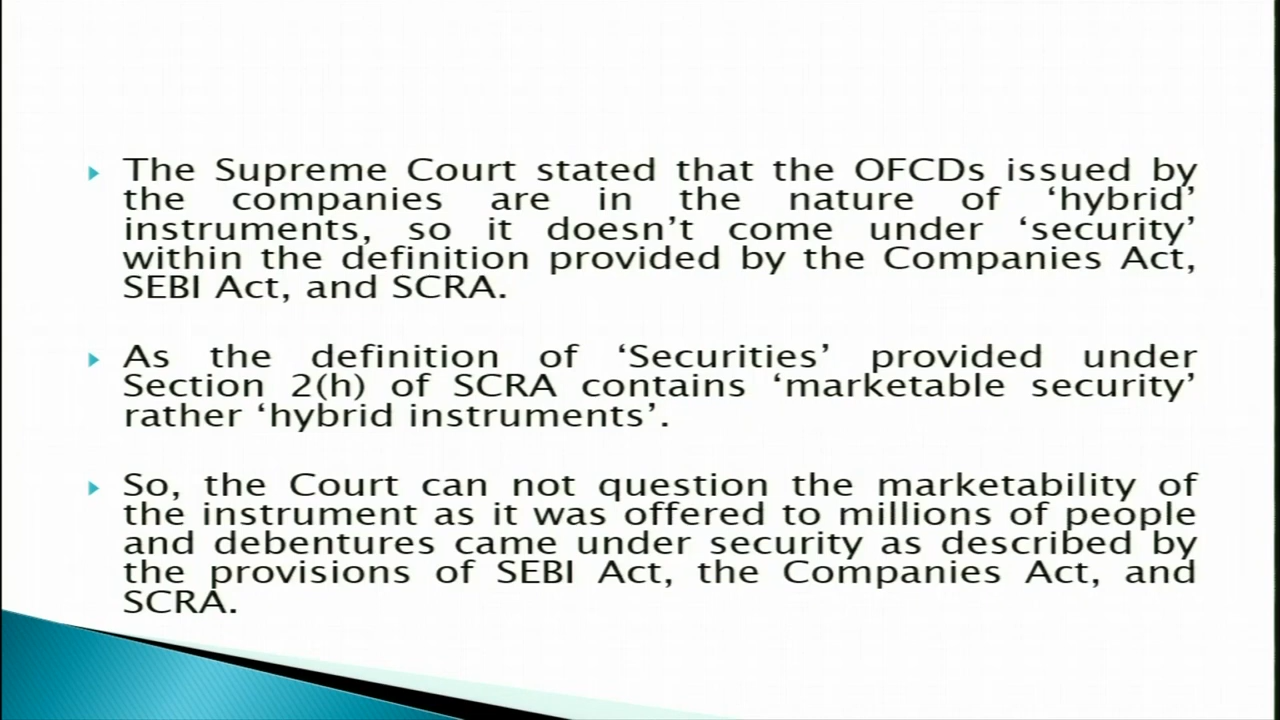 The Supreme Court stated that the OFCDs issued by
the companies are in the nature of ‘hybrid’
instruments, so it doesn’t come under ‘security’
within the definition provided by the Companies Act,
SEBI Act, and SCRA.
As the definition of ‘Securities’ provided under
Section 2(h) of SCRA contains ‘marketable security’
rather ‘hybrid instruments’.
So, the Court can not question the marketability of
the instrument as it was offered to millions of people
and debentures came under security as described by
the provisions of SEBI Act, the Companies Act, and
SCRA.